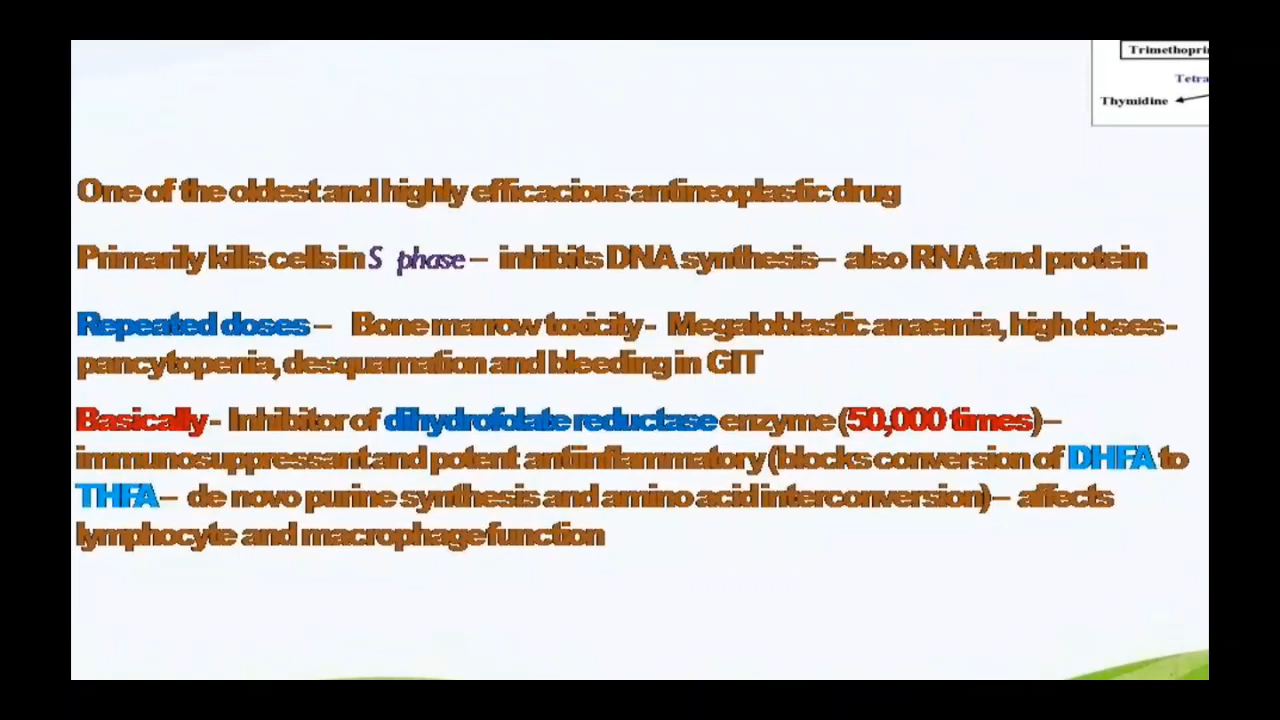 Trimethopri
Tetra
Thymidine
One of the oldest and highly efficacious antineoplastic drug
Primarily kills cells in S phase – inhibits DNA synthesis – also RNA and protein
Repeated doses – Bone marrow toxicity - Megaloblastic anaemia, high doses -
pancytopenia, desquamation and bleeding in GIT
Basically - Inhibitor of dihydrofolate reductase enzyme (50,000 times) –
immunosuppressant and potent antiinflammatory (blocks conversion of DHFA to
THFA – de novo purine synthesis and amino acid interconversion) – affects
lymphocyte and macrophage function